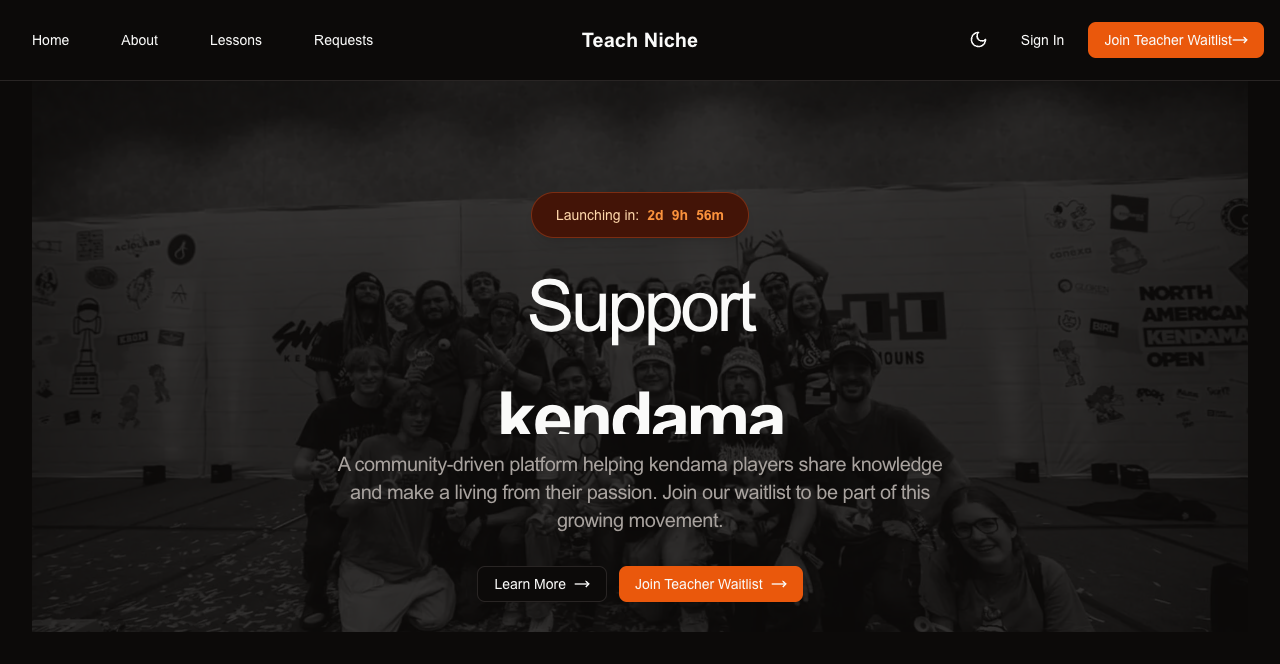 Home About Lessons Requests Teach Niche Sign In Join Teacher Waitlist
Launching in: 2d 9h 56m
Support
kendama
A community-driven platform helping kendama players share knowledge
and make a living from their passion. Join our waitlist to be part of this
growing movement.
Learn More Join Teacher Waitlist
NORTH
AMERICAN
KENDAMA
OPEN